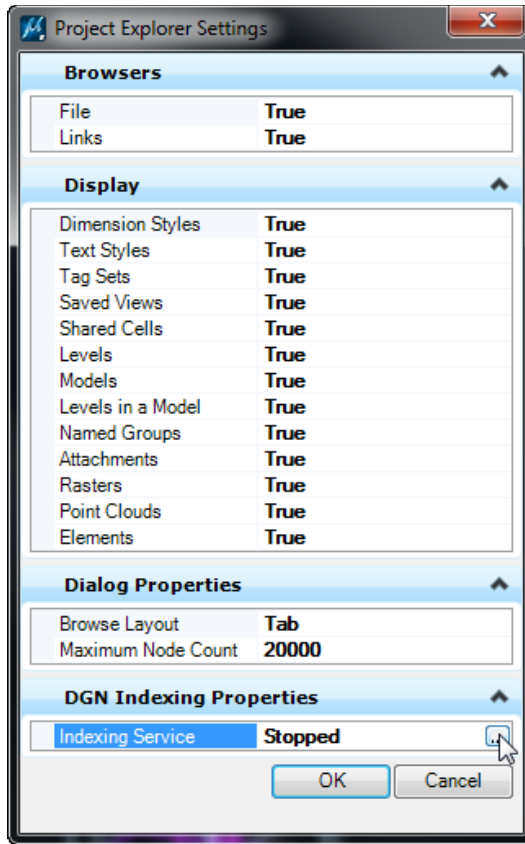 Project Explorer Settings
Browsers
File True
Links True
Display
Dimension Styles True
Text Styles True
Tag Sets True
Saved Views True
Shared Cells True
Levels True
Models True
Levels in a Model True
Named Groups True
Attachments True
Rasters True
Point Clouds True
Elements True
Dialog Properties
Browse Layout Tab
Maximum Node Count 20000
DGN Indexing Properties
Indexing Service Stopped ...
OK Cancel